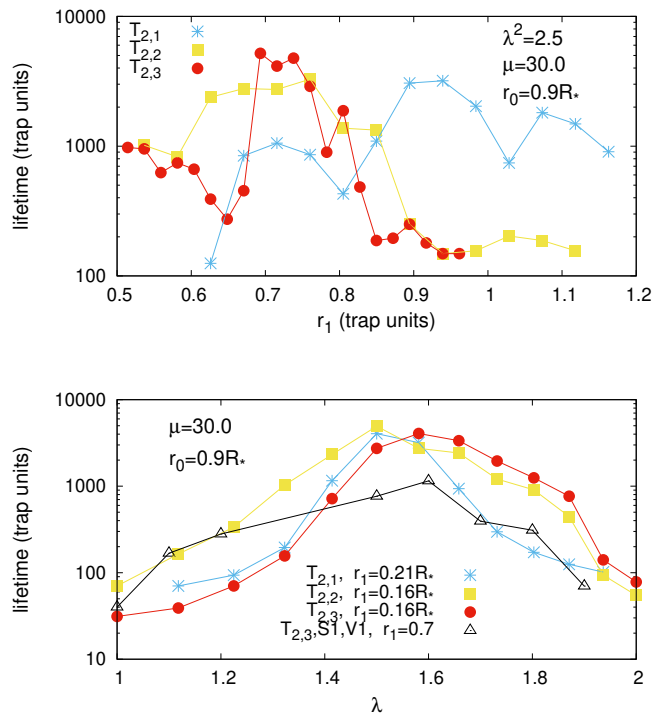 T2,1
T2,2
T2,3
λ²=2.5
μ=30.0
r0=0.9R*
lifetime (trap units)
10000
1000
100
0.5 0.6 0.7 0.8 0.9 1 1.1 1.2
r1 (trap units)
μ=30.0
r0=0.9R*
lifetime (trap units)
10000
1000
100
10
T2,1, r1=0.21R*
T2,2, r1=0.16R*
T2,3, r1=0.16R*
T2,3,S1,V1, r1=0.7
1 1.2 1.4 1.6 1.8 2
λ